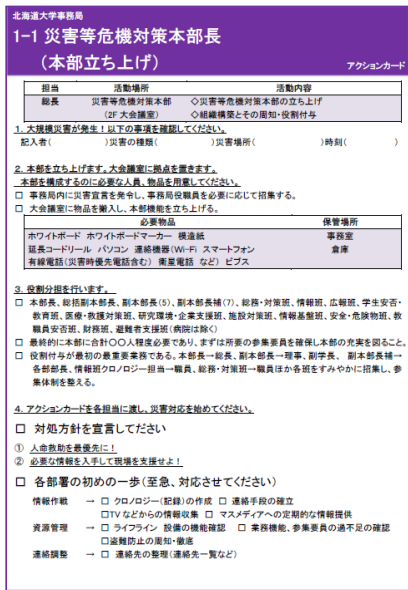 北海道大学事務局
1-1 災害等危機対策本部長
（本部立ち上げ）
アクションカード
担当 活動場所 活動内容
総長 災害等危機対策本部 ◇災害等危機対策本部の立ち上げ
（2F 大会議室） ◇組織構築とその周知・役割付与
1. 大規模災害が発生！以下の事項を確認してください。
記入者（ ）災害の種類（ ）災害場所（ ）時刻（ ）
2. 本部を立ち上げます。大会議室に拠点を置きます。
本部を構成するのに必要な人員、物品を用意してください。
□ 事務局内に災害宣言を発令し、事務局役職員を必要に応じて招集する。
□ 大会議室に物品を搬入し、本部機能を立ち上げる。
必要物品 保管場所
ホワイトボード ホワイトボードマーカー 模造紙 事務室
延長コードリール パソコン 連絡機器（Wi-Fi スマートフォン 倉庫
有線電話（災害時優先電話含む） 衛星電話 など） ビブス
3. 役割分担を行います。
□ 本部長、総括副本部長、副本部長（5）、副本部長補（7）、総務・対策班、情報班、広報班、学生安否・
教育班、医療・救護対策班、研究環境・企業支援班、施設対策班、情報基盤班、安全・危険物班、教
職員安否班、財務班、避難者支援班（病院は除く）
□ 最終的に本部に合計〇〇人程度必要であり、まずは所要の参集要員を確保し本部の充実を図ること。
□ 役割付与が最初の最重要業務である。本部長→総長、副本部長→理事、副学長、 副本部長補→
各部部長、情報班クロノロジー担当→職員、総務・対策班→職員ほか各班をすみやかに招集し、参
集体制を整える。
4. アクションカードを各担当に渡し、災害対応を始めてください。
□ 対処方針を宣言してださい
① 人命救助を最優先に！
② 必要な情報を入手して現場を支援せよ！
□ 各部署の初めの一歩（至急、対応させてください）
情報作戦 → □ クロノロジー（記録）の作成 □ 連絡手段の確立
□TV などからの情報収集 □ マスメディアへの定期的な情報提供
資源管理 → □ ライフライン 設備の機能確認 □ 業務機能、参集要員の過不足の確認
□盗難防止の周知・徹底
連絡調整 → □ 連絡先の整理（連絡先一覧など）